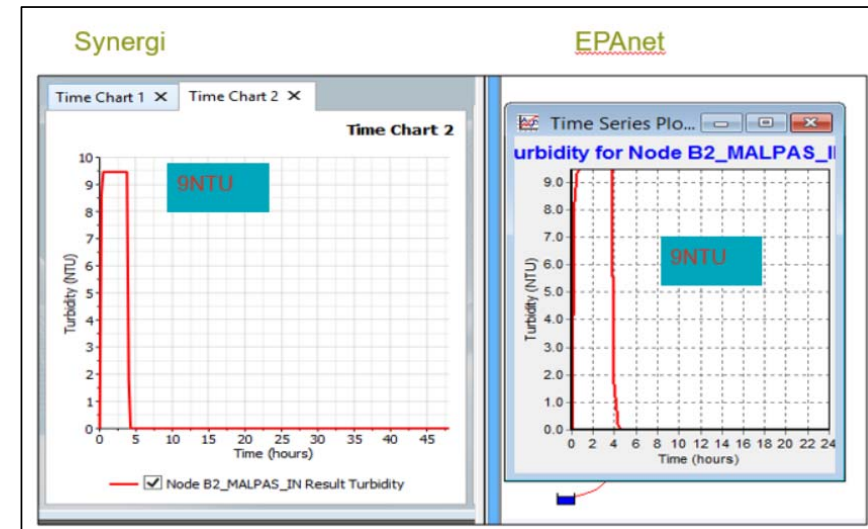 Synergi
EPAnet
Time Chart 1 X
Time Chart 2 X
Time Chart 2
10
9
8
7
6
5
4
3
2
1
0
Turbidity (NTU)
9NTU
0 5 10 15 20 25 30 35 40 45
Time (hours)
Node B2_MALPAS_IN Result Turbidity
Time Series Plo...
urbidity for Node B2_MALPAS_I
9.0
8.0
7.0
6.0
5.0
4.0
3.0
2.0
1.0
0.0
Turbidity (NTU)
9NTU
0 2 4 6 8 10 12 14 16 18 20 22 24
Time (hours)